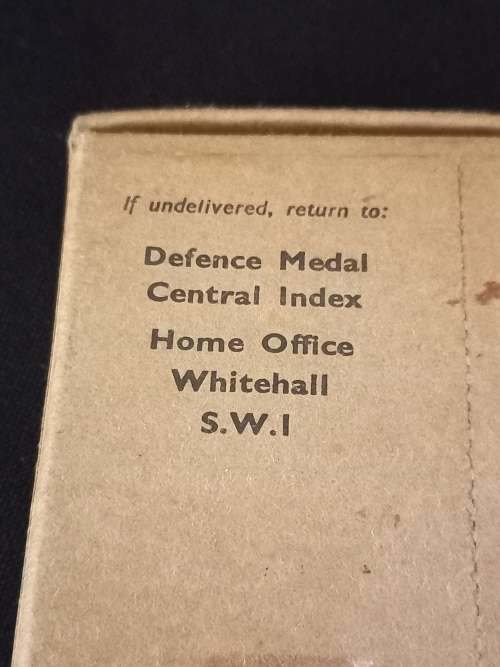 If undelivered, return to:
Defence Medal
Central Index
Home Office
Whitehall
S.W.1